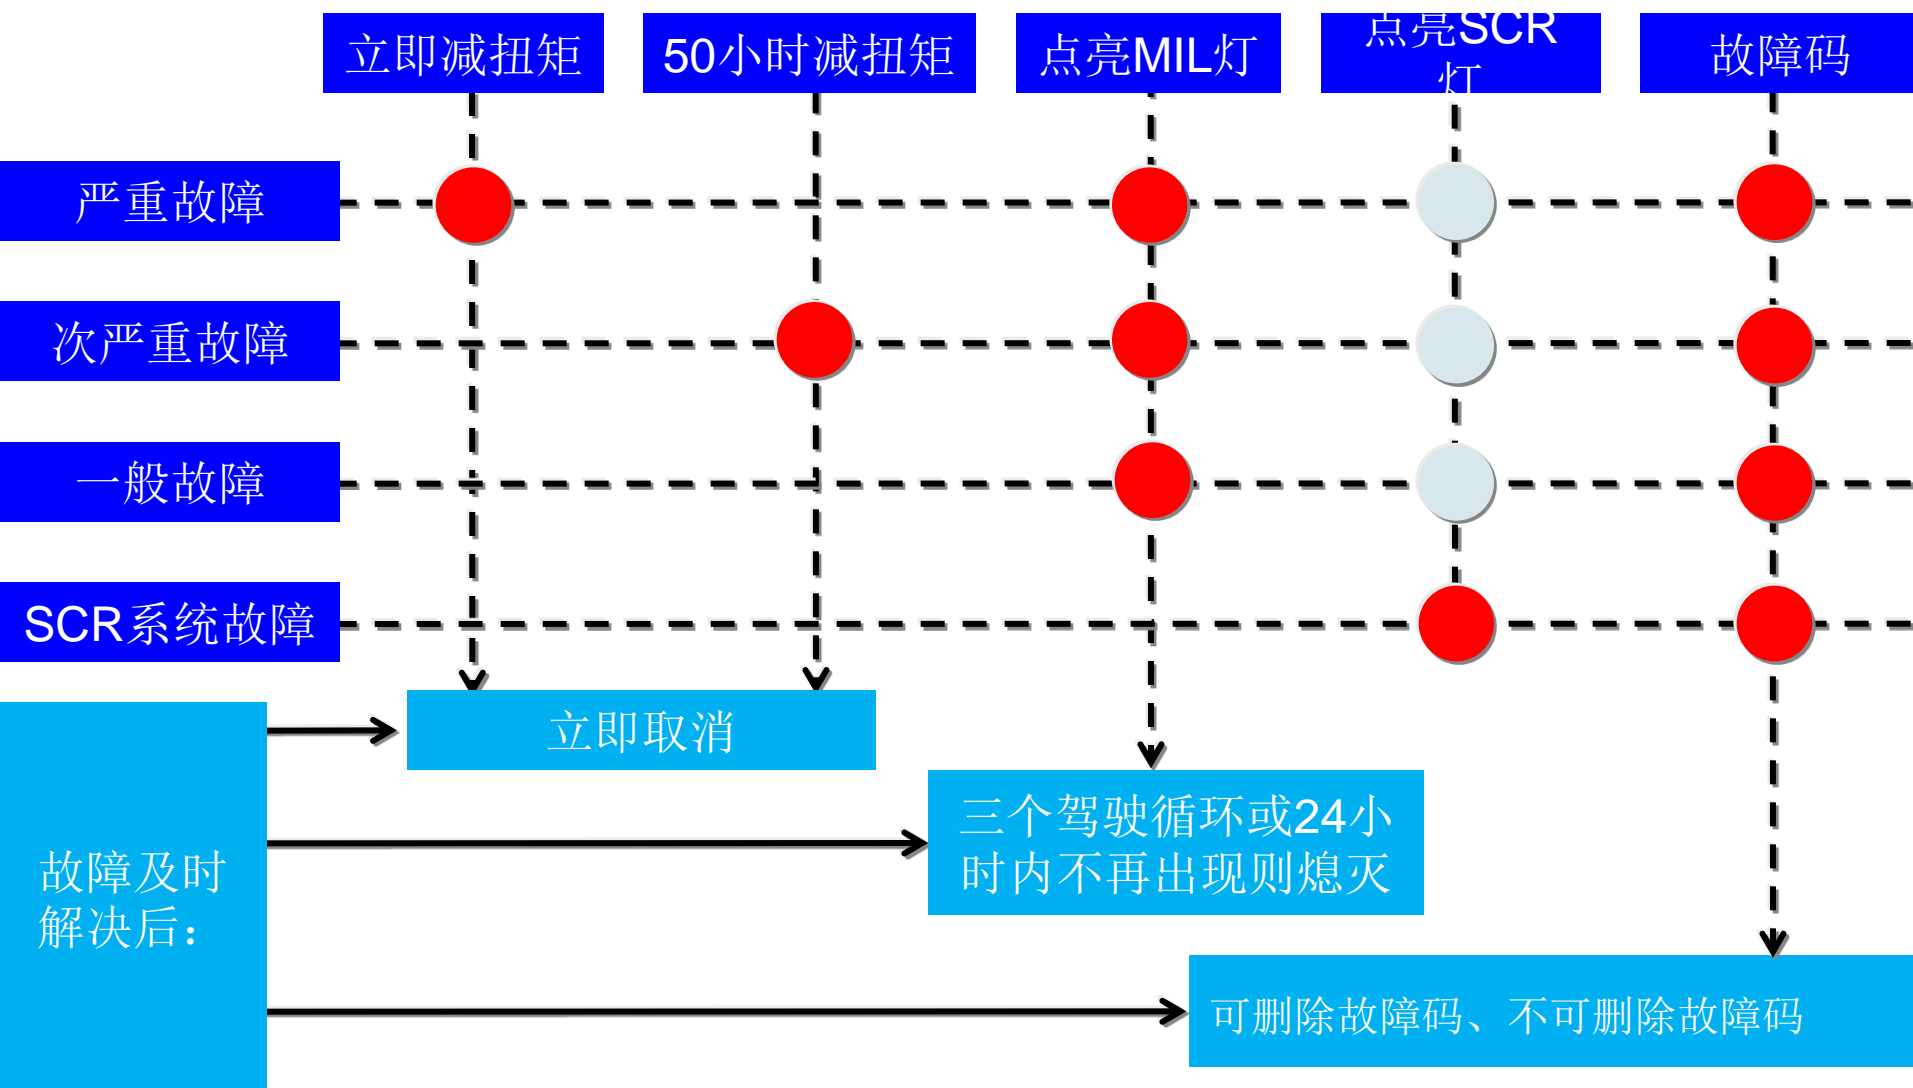 立即减扭矩
50小时减扭矩
点亮MIL灯
点亮SCR
灯
故障码
严重故障
次严重故障
一般故障
SCR系统故障
立即取消
三个驾驶循环或24小
时内不再出现则熄灭
故障及时
解决后：
可删除故障码、不可删除故障码